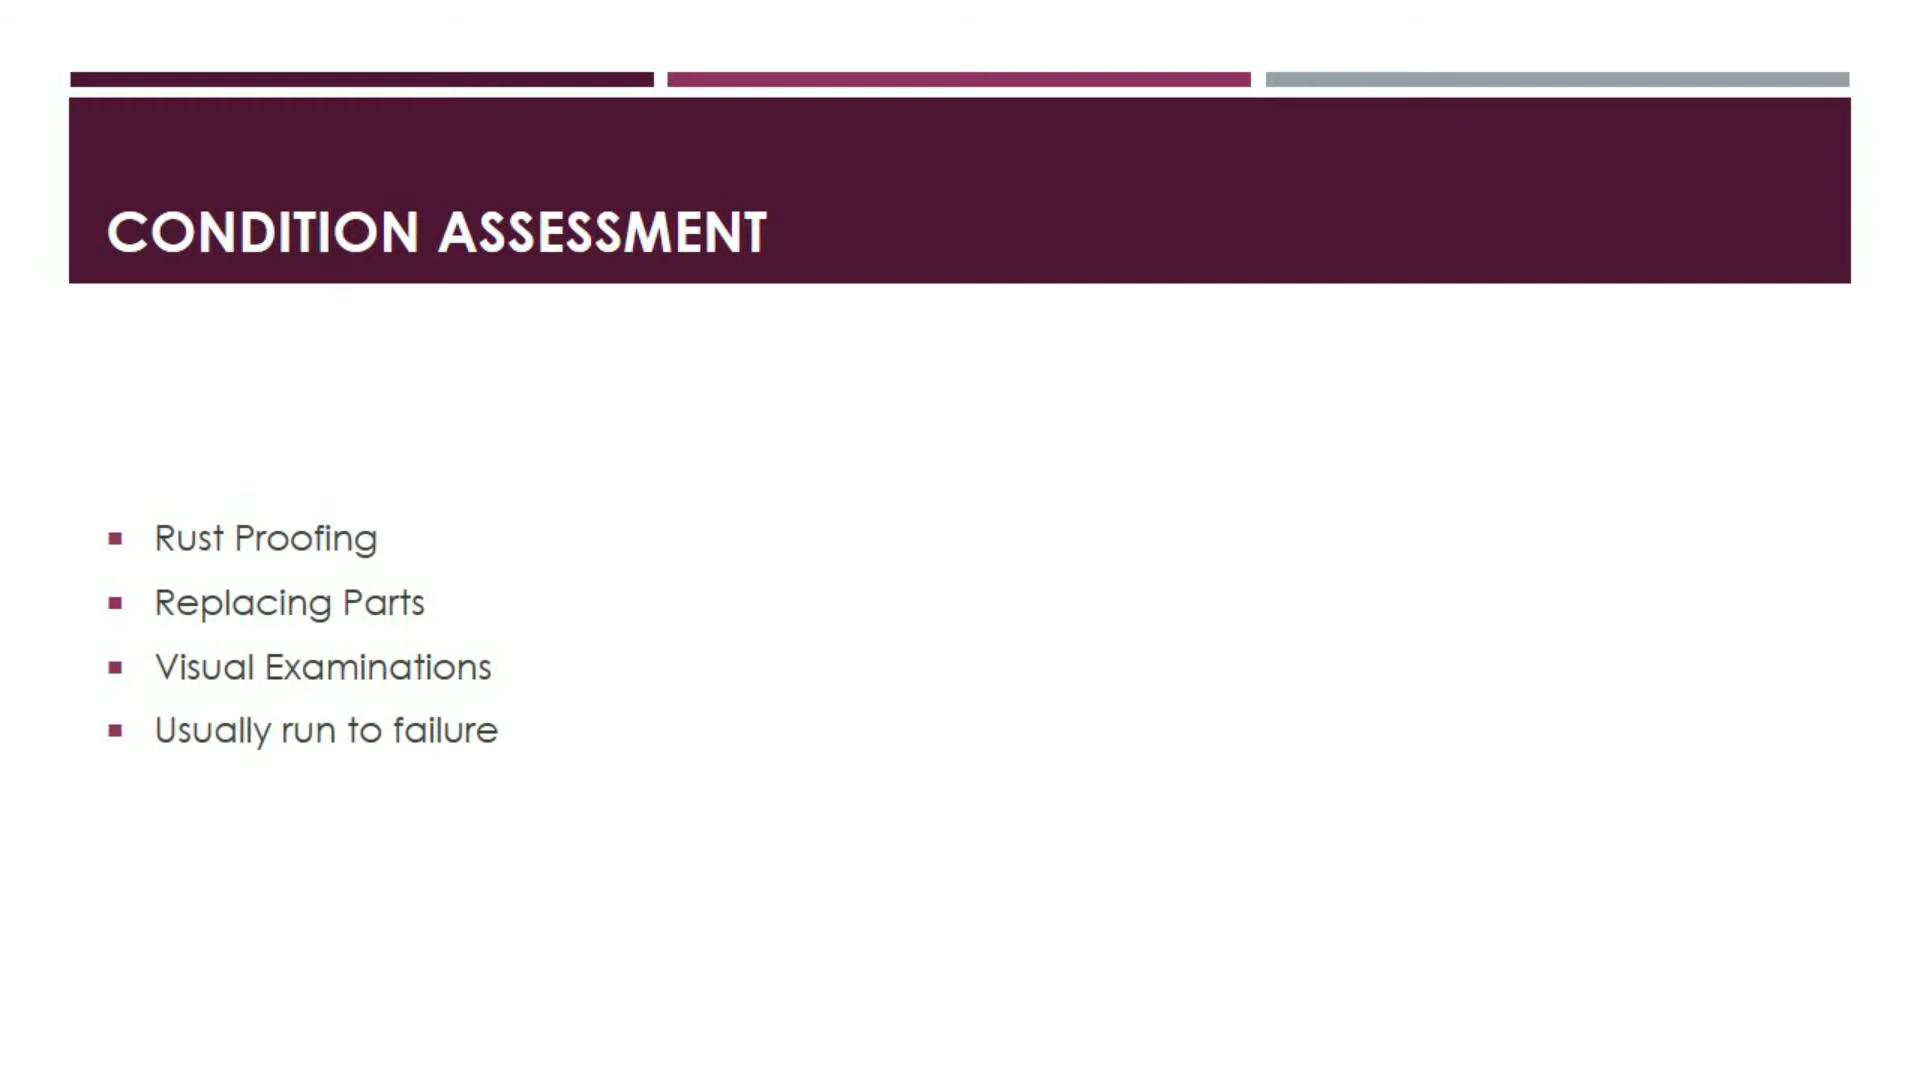 CONDITION ASSESSMENT
Rust Proofing
Replacing Parts
Visual Examinations
Usually run to failure